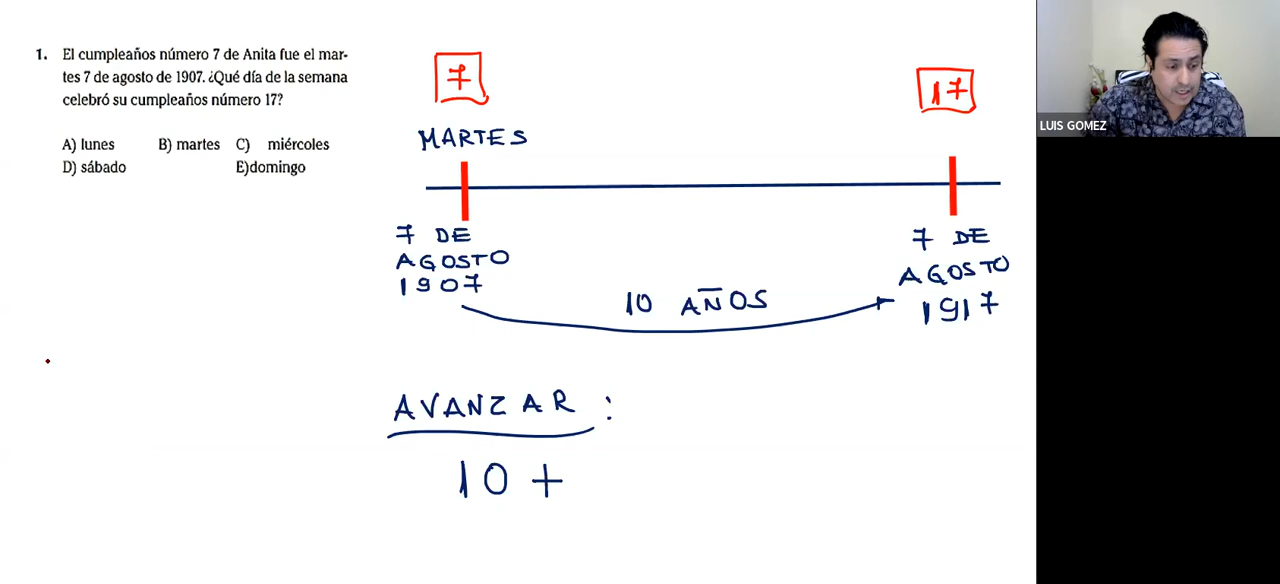 1. El cumpleaños número 7 de Anita fue el mar-
tes 7 de agosto de 1907. ¿Qué día de la semana
celebró su cumpleaños número 17?
A) lunes B) martes C) miércoles
D) sábado E)domingo
7
MARTES
7 DE
AGOSTO
1907
17
7 DE
AGOSTO
1917
10 AÑOS
AVANZAR :
10 +
LUIS GOMEZ